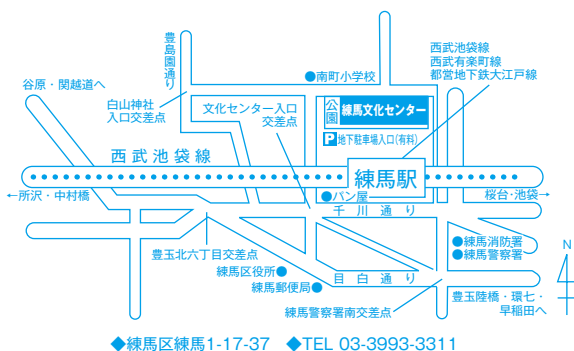 豊島園通り
西武池袋線
西武有楽町線
都営地下鉄大江戸線
谷原・関越道へ
●南町小学校
白山神社
入口交差点
文化センター入口
交差点
公園
練馬文化センター
P地下駐車場入口(有料)
西武池袋線
練馬駅
←所沢・中村橋
●パン屋
桜台・池袋→
千川通り
●練馬消防署
●練馬警察署
N
豊玉北六丁目交差点
練馬区役所●
目白通り
練馬郵便局●
豊玉陸橋・環七・
早稲田へ
練馬警察署南交差点
◆練馬区練馬1-17-37 ◆TEL 03-3993-3311